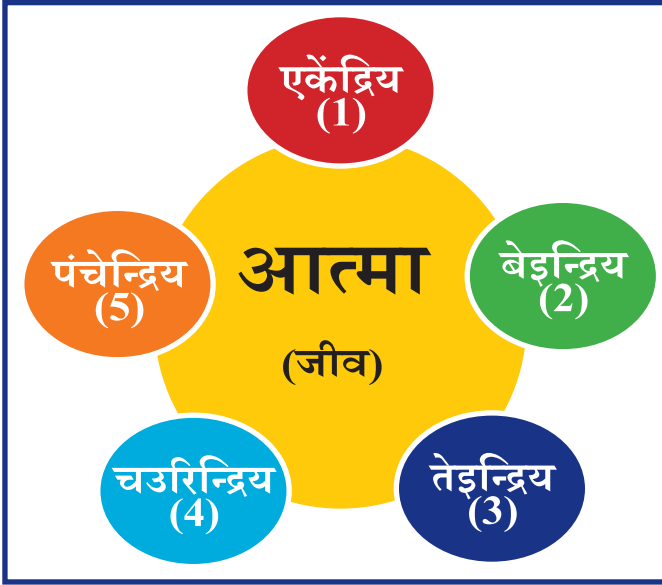 एकेंद्रिय
(1)
आत्मा
(जीव)
बेइन्द्रिय
(2)
तेइन्द्रिय
(3)
चउरिन्द्रिय
(4)
पंचेन्द्रिय
(5)